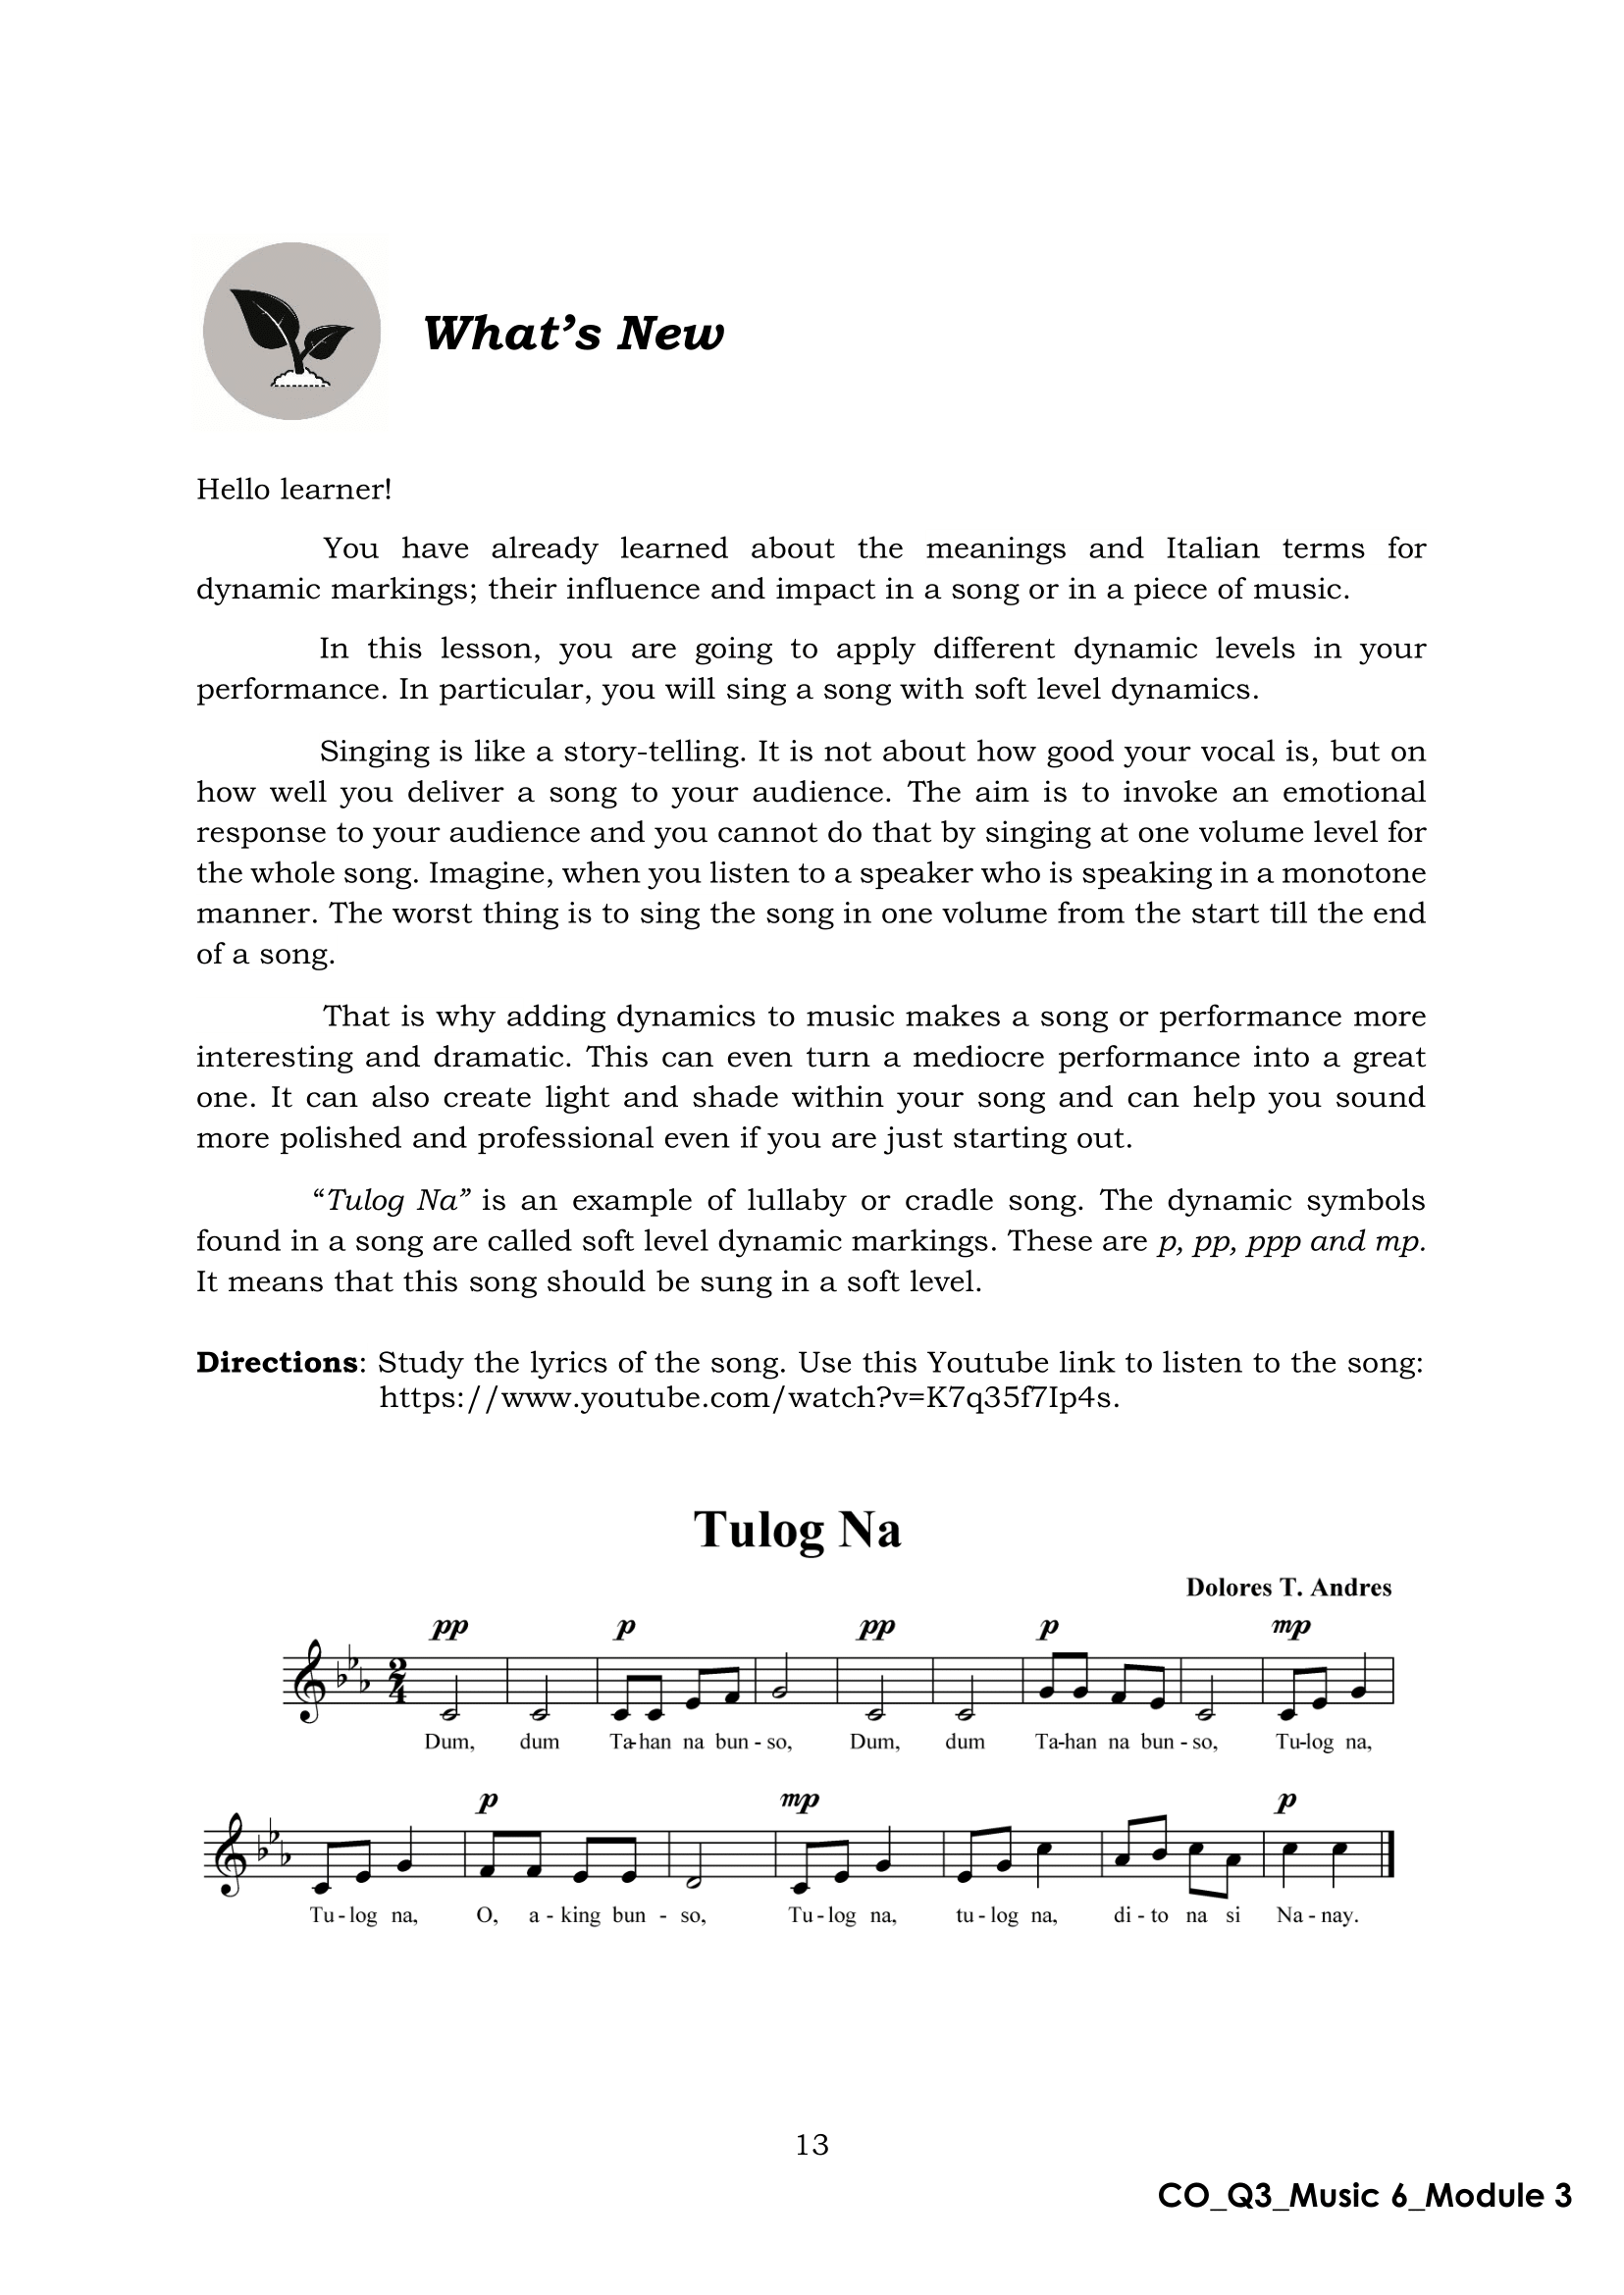 What's New
Hello learner!
You have already learned about the meanings and Italian terms for
dynamic markings; their influence and impact in a song or in a piece of music.
In this lesson, you are going to apply different dynamic levels in your
performance. In particular, you will sing a song with soft level dynamics.
Singing is like a story-telling. It is not about how good your vocal is, but on
how well you deliver a song to your audience. The aim is to invoke an emotional
response to your audience and you cannot do that by singing at one volume level for
the whole song. Imagine, when you listen to a speaker who is speaking in a monotone
manner. The worst thing is to sing the song in one volume from the start till the end
of a song.
That is why adding dynamics to music makes a song or performance more
interesting and dramatic. This can even turn a mediocre performance into a great
one. It can also create light and shade within your song and can help you sound
more polished and professional even if you are just starting out.
“Tulog Na” is an example of lullaby or cradle song. The dynamic symbols
found in a song are called soft level dynamic markings. These are p, pp, ppp and mp.
It means that this song should be sung in a soft level.
Directions: Study the lyrics of the song. Use this Youtube link to listen to the song:
https://www.youtube.com/watch?v=K7q35f7Ip4s.
Tulog Na
Dolores T. Andres
pp p pp p mp
2
4
Dum, dum Ta-han na bun - so, Dum, dum Ta-han na bun - so, Tu-log na,
p mp p
Tu - log na, O, a - king bun - so, Tu - log na, tu - log na, di - to na si Na - nay.
13
CO_Q3_Music 6_Module 3